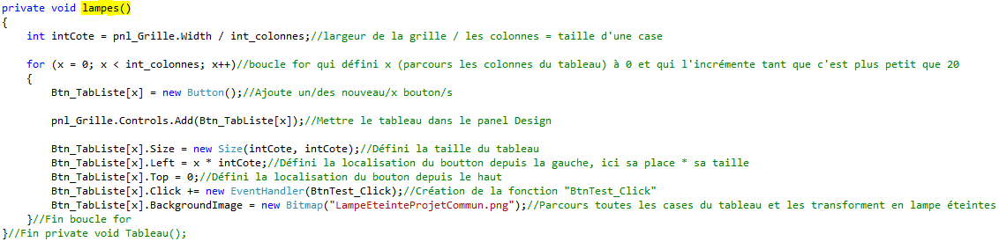 private void lampes()
{
int intCote = pnl_Grille.Width / int_colonnes;//largeur de la grille / les colonnes = taille d'une case
for (x = 0; x < int_colonnes; x++)//boucle for qui défini x (parcours les colonnes du tableau) à 0 et qui l'incrémente tant que c'est plus petit que 20
{
Btn_TabListe[x] = new Button();//Ajoute un/des nouveau/x bouton/s
pnl_Grille.Controls.Add(Btn_TabListe[x]);//Mettre le tableau dans le panel Design
Btn_TabListe[x].Size = new Size(intCote, intCote);//Défini la taille du tableau
Btn_TabListe[x].Left = x * intCote;//Défini la localisation du boutton depuis la gauche, ici sa place * sa taille
Btn_TabListe[x].Top = 0;//Défini la localisation du bouton depuis le haut
Btn_TabListe[x].Click += new EventHandler(BtnTest_Click);//Création de la fonction "BtnTest_Click"
Btn_TabListe[x].BackgroundImage = new Bitmap("LampeEteinteProjetCommun.png");//Parcours toutes les cases du tableau et les transforment en lampe éteintes
}//Fin boucle for
}//Fin private void Tableau();